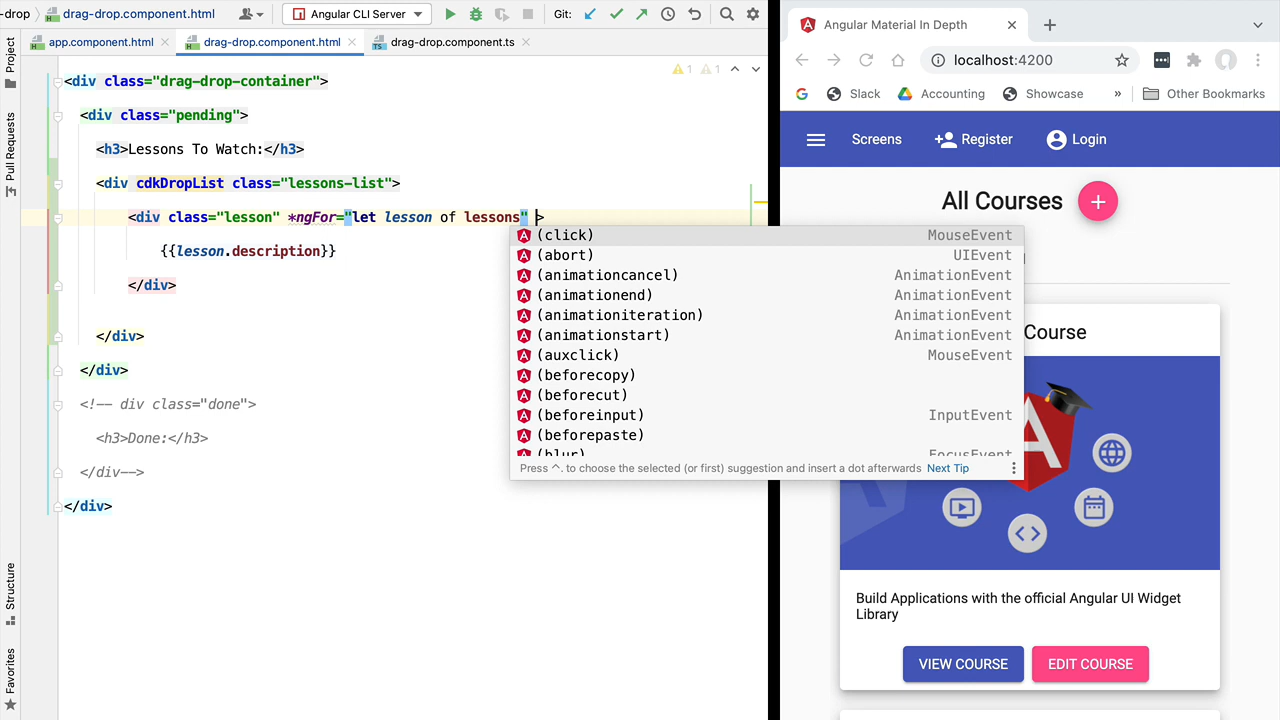 -drop
drag-drop.component.html
Angular CLI Server
Git:
app.component.html
drag-drop.component.html
drag-drop.component.ts
Project
Pull Requests
Structure
Favorites
1
1
<div class="drag-drop-container">
<div class="pending">
<h3>Lessons To Watch:</h3>
<div cdkDropList class="lessons-list">
<div class="lesson" *ngFor="let lesson of lessons" >
{{lesson.description}}
</div>
</div>
</div>
<!-- div class="done">
<h3>Done:</h3>
</div-->
</div>
(click) MouseEvent
(abort) UIEvent
(animationcancel) AnimationEvent
(animationend) AnimationEvent
(animationiteration) AnimationEvent
(animationstart) AnimationEvent
(auxclick) MouseEvent
(beforecopy)
(beforecut)
(beforeinput) InputEvent
(beforepaste)
(blur) FocusEvent
Press ^. to choose the selected (or first) suggestion and insert a dot afterwards Next Tip
Angular Material In Depth
localhost:4200
Slack
Accounting
Showcase
»
Other Bookmarks
Screens
Register
Login
All Courses
Course
Build Applications with the official Angular UI Widget
Library
VIEW COURSE
EDIT COURSE